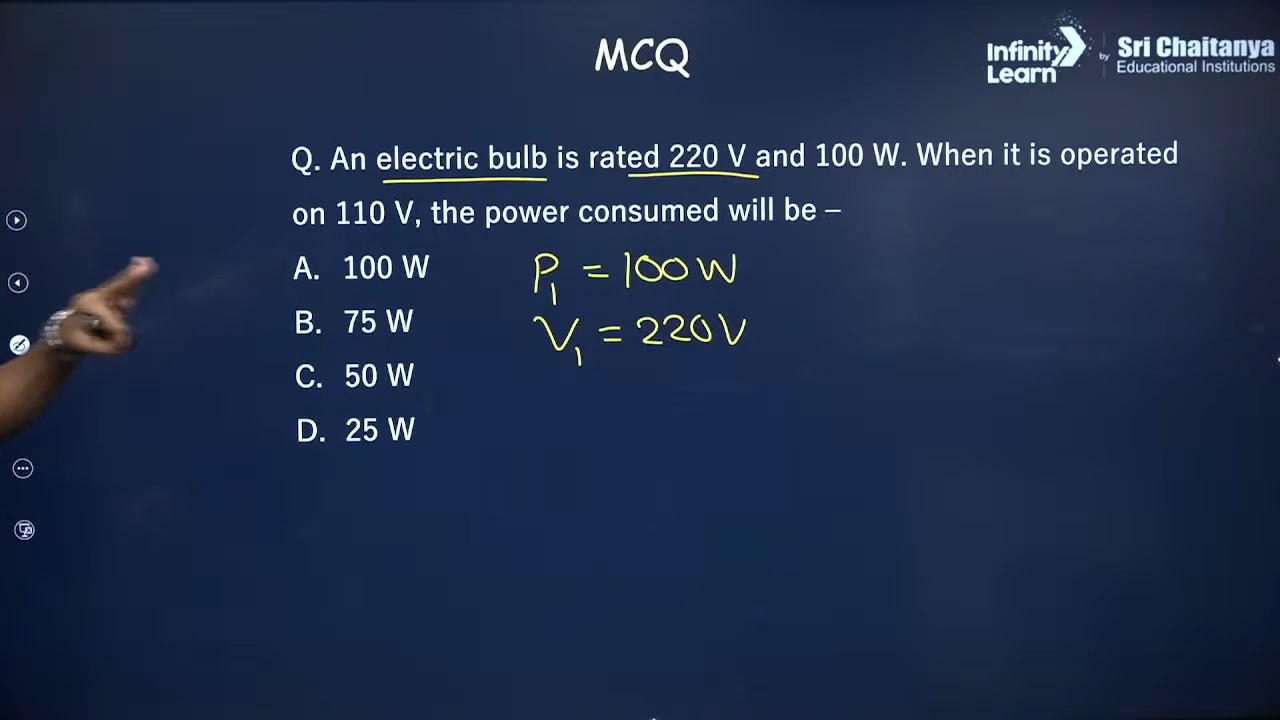 MCQ
Infinity Learn by Sri Chaitanya Educational Institutions
Q. An electric bulb is rated 220 V and 100 W. When it is operated
on 110 V, the power consumed will be –
A. 100 W
B. 75 W
C. 50 W
D. 25 W
P₁ = 100 W
V₁ = 220 V